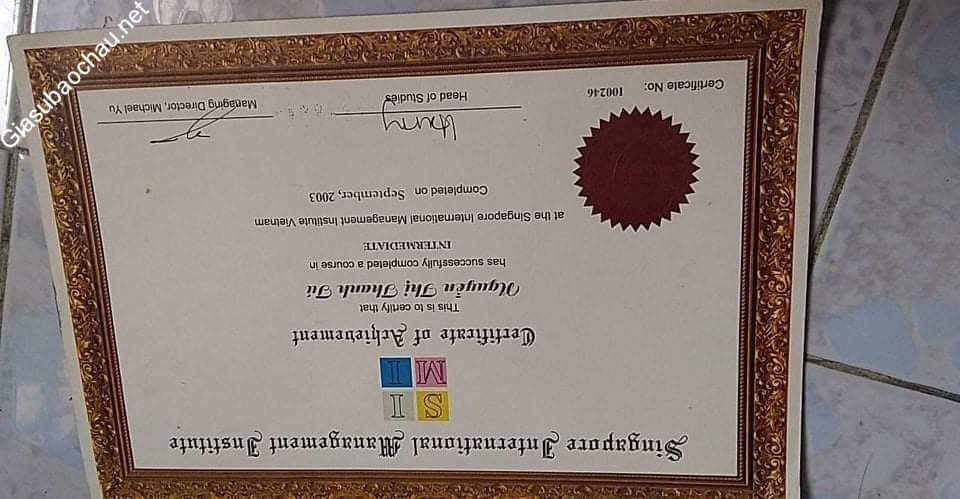 Singapore International Management Institute
S I
M I
Certificate of Achievement
This is to certify that
Nguyễn Thị Thanh Tú
has successfully completed a course in
INTERMEDIATE
at the Singapore International Management Institute Vietnam
Completed on September, 2003
Head of Studies
Managing Director, Michael Yu
Certificate No: 100246
Giasubaochau.net